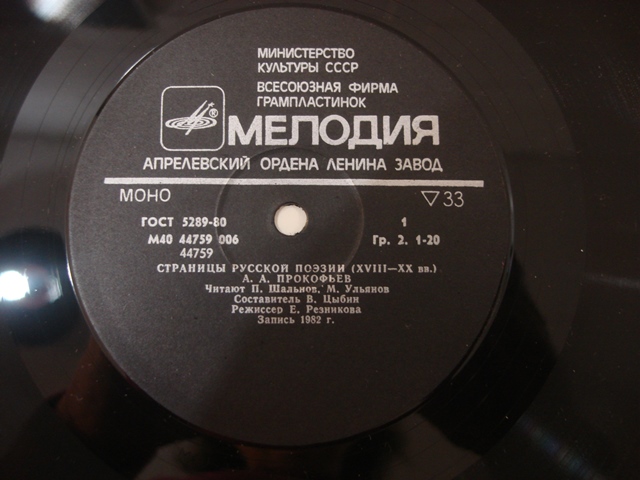 МИНИСТЕРСТВО
КУЛЬТУРЫ СССР
ВСЕСОЮЗНАЯ ФИРМА
ГРАМПЛАСТИНОК
®
МЕЛОДИЯ
АПРЕЛЕВСКИЙ ОРДЕНА ЛЕНИНА ЗАВОД
МОНО ▽33
ГОСТ 5289-80 1
М40 44759 006 Гр. 2. 1-20
44759
СТРАНИЦЫ РУССКОЙ ПОЭЗИИ (XVIII—XX вв.)
А. А. ПРОКОФЬЕВ
Читают П. Шальнов, М. Ульянов
Составитель В. Цыбин
Режиссер Е. Резникова
Запись 1982 г.